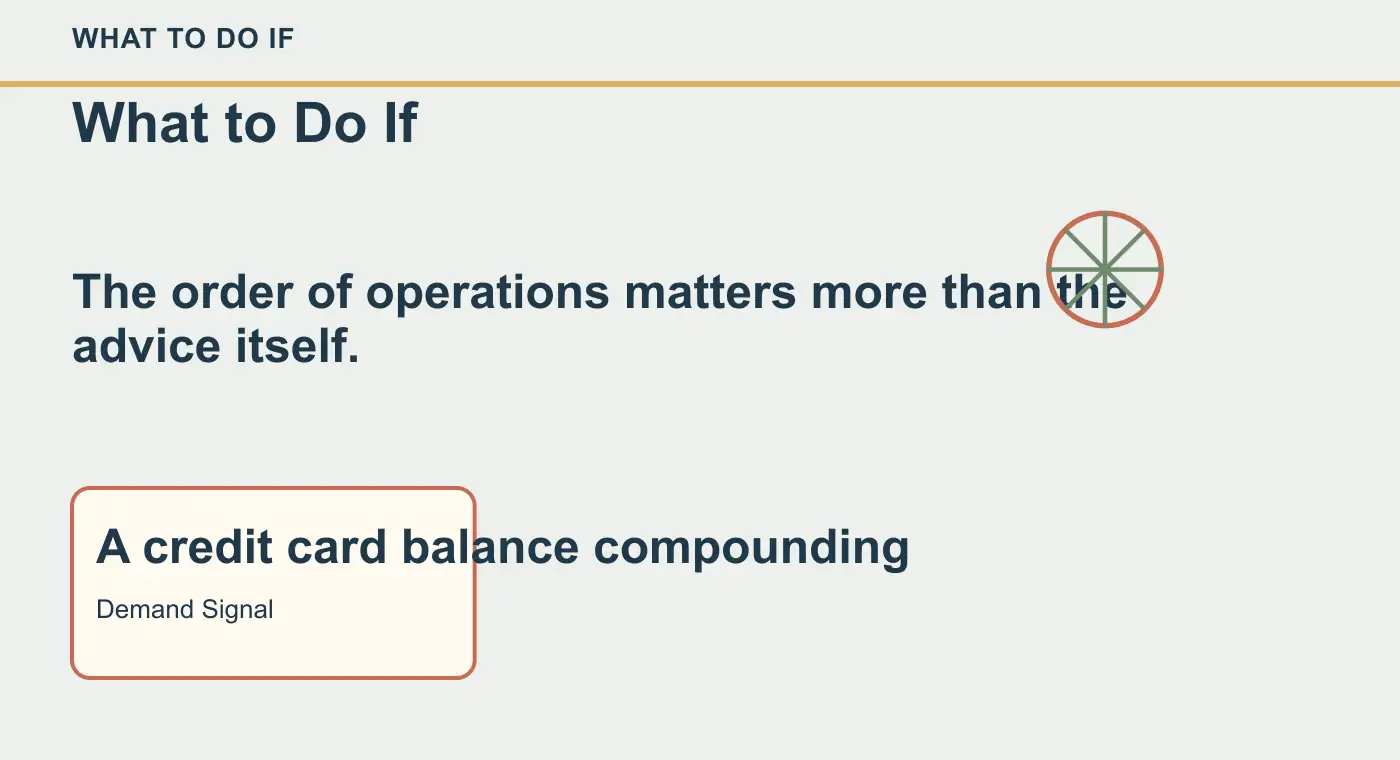 WHAT TO DO IF
What to Do If
The order of operations matters more than the
advice itself.
A credit card balance compounding
Demand Signal